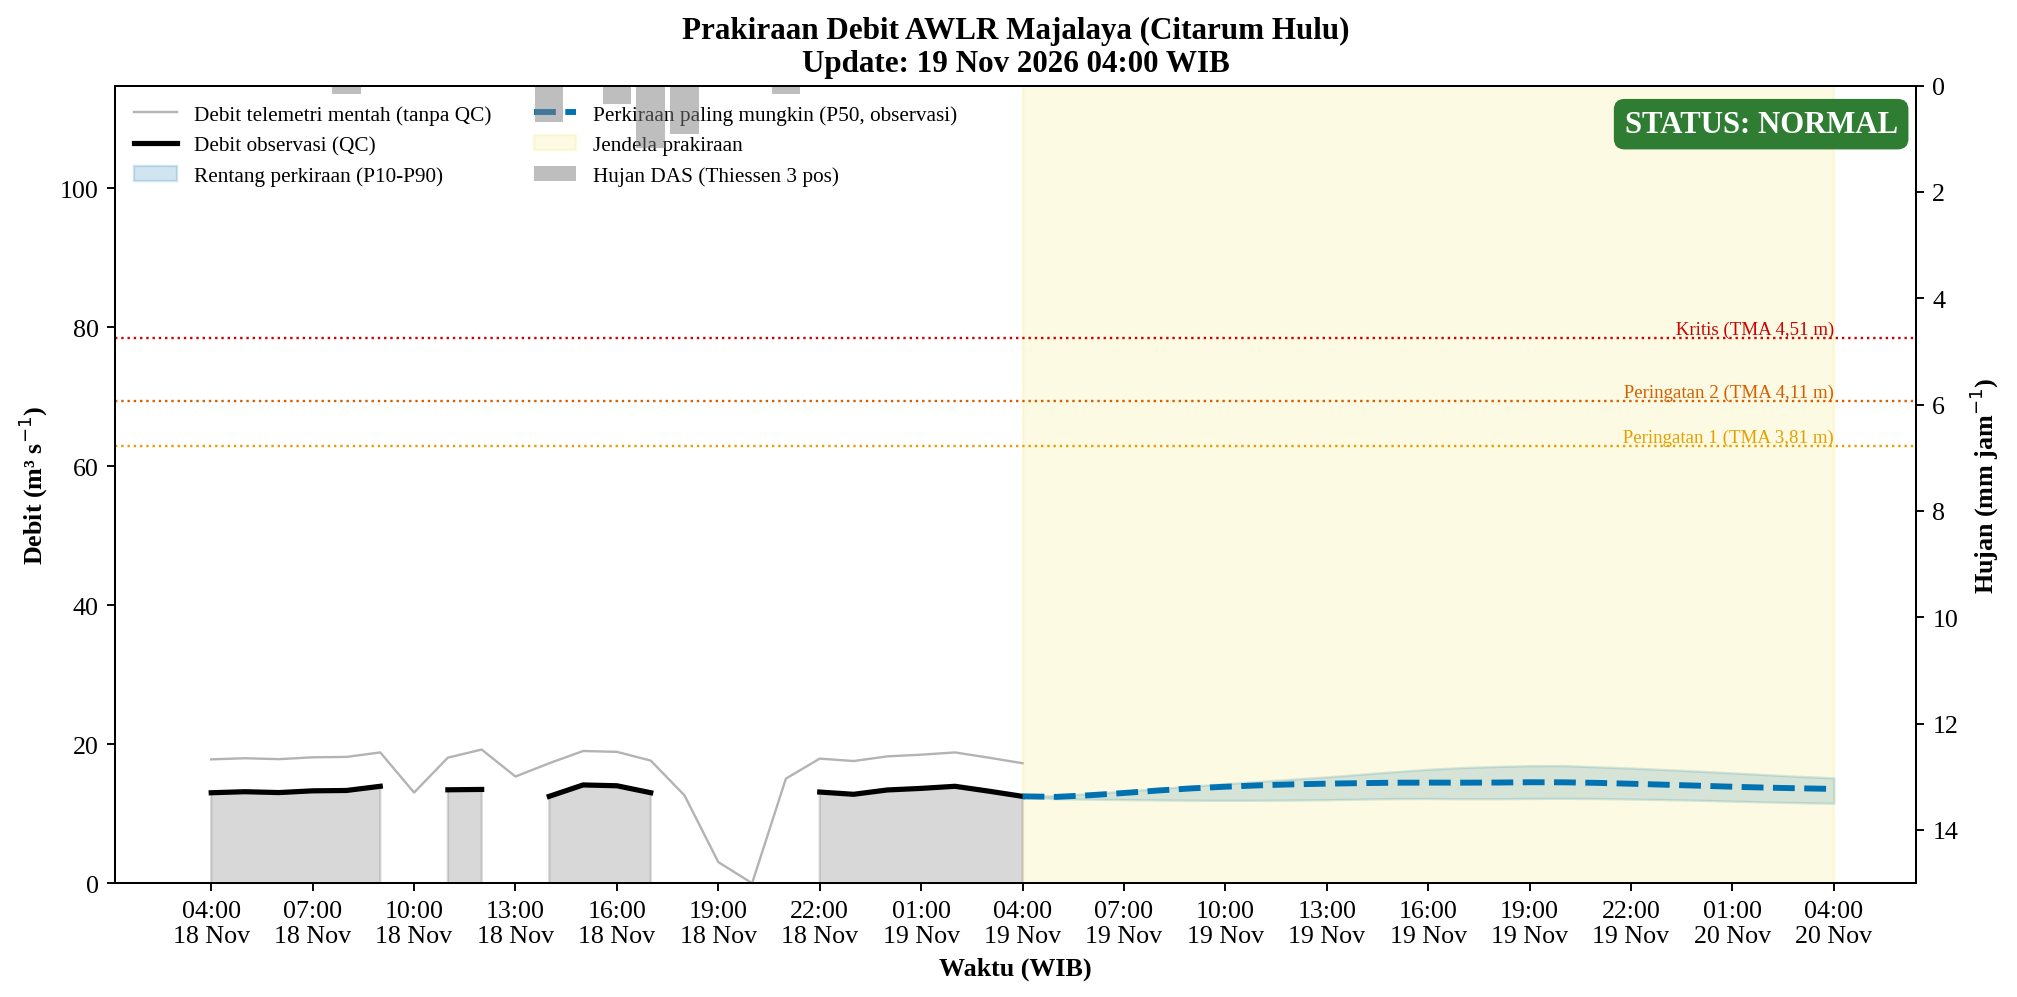 Prakiraan Debit AWLR Majalaya (Citarum Hulu)
Update: 19 Nov 2026 04:00 WIB
Debit telemetri mentah (tanpa QC)
Debit observasi (QC)
Rentang perkiraan (P10-P90)
Perkiraan paling mungkin (P50, observasi)
Jendela prakiraan
Hujan DAS (Thiessen 3 pos)
STATUS: NORMAL
Kritis (TMA 4,51 m)
Peringatan 2 (TMA 4,11 m)
Peringatan 1 (TMA 3,81 m)
Debit (m³ s⁻¹)
100
80
60
40
20
0
Hujan (mm jam⁻¹)
0
2
4
6
8
10
12
14
04:00 07:00 10:00 13:00 16:00 19:00 22:00 01:00 04:00 07:00 10:00 13:00 16:00 19:00 22:00 01:00 04:00
18 Nov 18 Nov 18 Nov 18 Nov 18 Nov 18 Nov 18 Nov 19 Nov 19 Nov 19 Nov 19 Nov 19 Nov 19 Nov 19 Nov 19 Nov 20 Nov 20 Nov
Waktu (WIB)